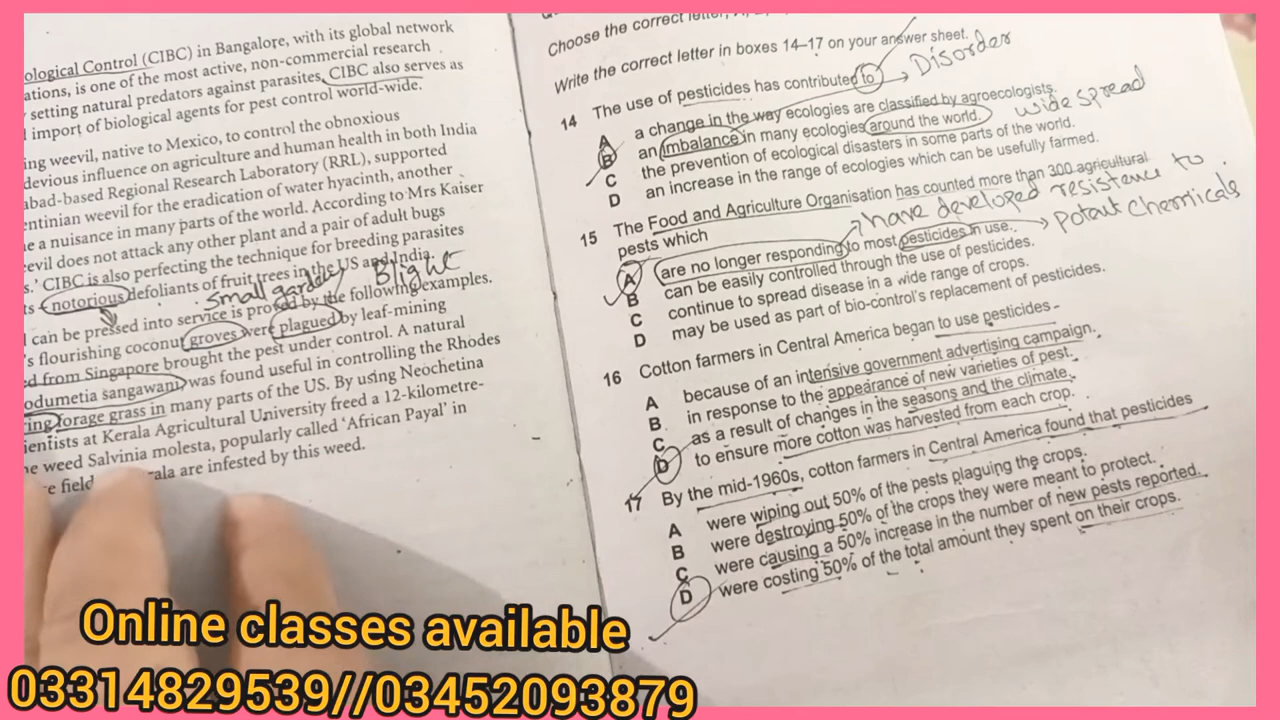 ological Control (CIBC) in Bangalore, with its global network
ations, is one of the most active, non-commercial research
setting natural predators against parasites. CIBC also serves as
import of biological agents for pest control world-wide.
ing weevil, native to Mexico, to control the obnoxious
devious influence on agriculture and human health in both India
abad-based Regional Research Laboratory (RRL), supported
entinian weevil for the eradication of water hyacinth, another
e a nuisance in many parts of the world. According to Mrs Kaiser
evil does not attack any other plant and a pair of adult bugs
s.' CIBC is also perfecting the technique for breeding parasites
ts – notorious defoliants of fruit trees in the US and India.
small garden Blight
l can be pressed into service is proved by the following examples.
's flourishing coconut groves were plagued by leaf-mining
d from Singapore brought the pest under control. A natural
odumetia sangawani, was found useful in controlling the Rhodes
ing forage grass in many parts of the US. By using Neochetina
ientists at Kerala Agricultural University freed a 12-kilometre-
e weed Salvinia molesta, popularly called 'African Payal' in
e field ala are infested by this weed.
Choose the correct letter,
Write the correct letter in boxes 14–17 on your answer sheet.
14 The use of pesticides has contributed to Disorder
A a change in the way ecologies are classified by agroecologists.
B an imbalance in many ecologies around the world. wide spread
C the prevention of ecological disasters in some parts of the world.
D an increase in the range of ecologies which can be usefully farmed.
15 The Food and Agriculture Organisation has counted more than 300 agricultural
pests which have developed resistence to
A are no longer responding to most pesticides in use. Potant Chemicals
B can be easily controlled through the use of pesticides.
C continue to spread disease in a wide range of crops.
D may be used as part of bio-control's replacement of pesticides.
16 Cotton farmers in Central America began to use pesticides
A because of an intensive government advertising campaign.
B in response to the appearance of new varieties of pest.
C as a result of changes in the seasons and the climate.
D to ensure more cotton was harvested from each crop.
17 By the mid-1960s, cotton farmers in Central America found that pesticides
A were wiping out 50% of the pests plaguing the crops.
B were destroying 50% of the crops they were meant to protect.
C were causing a 50% increase in the number of new pests reported.
D were costing 50% of the total amount they spent on their crops.
Online classes available
03314829539//03452093879